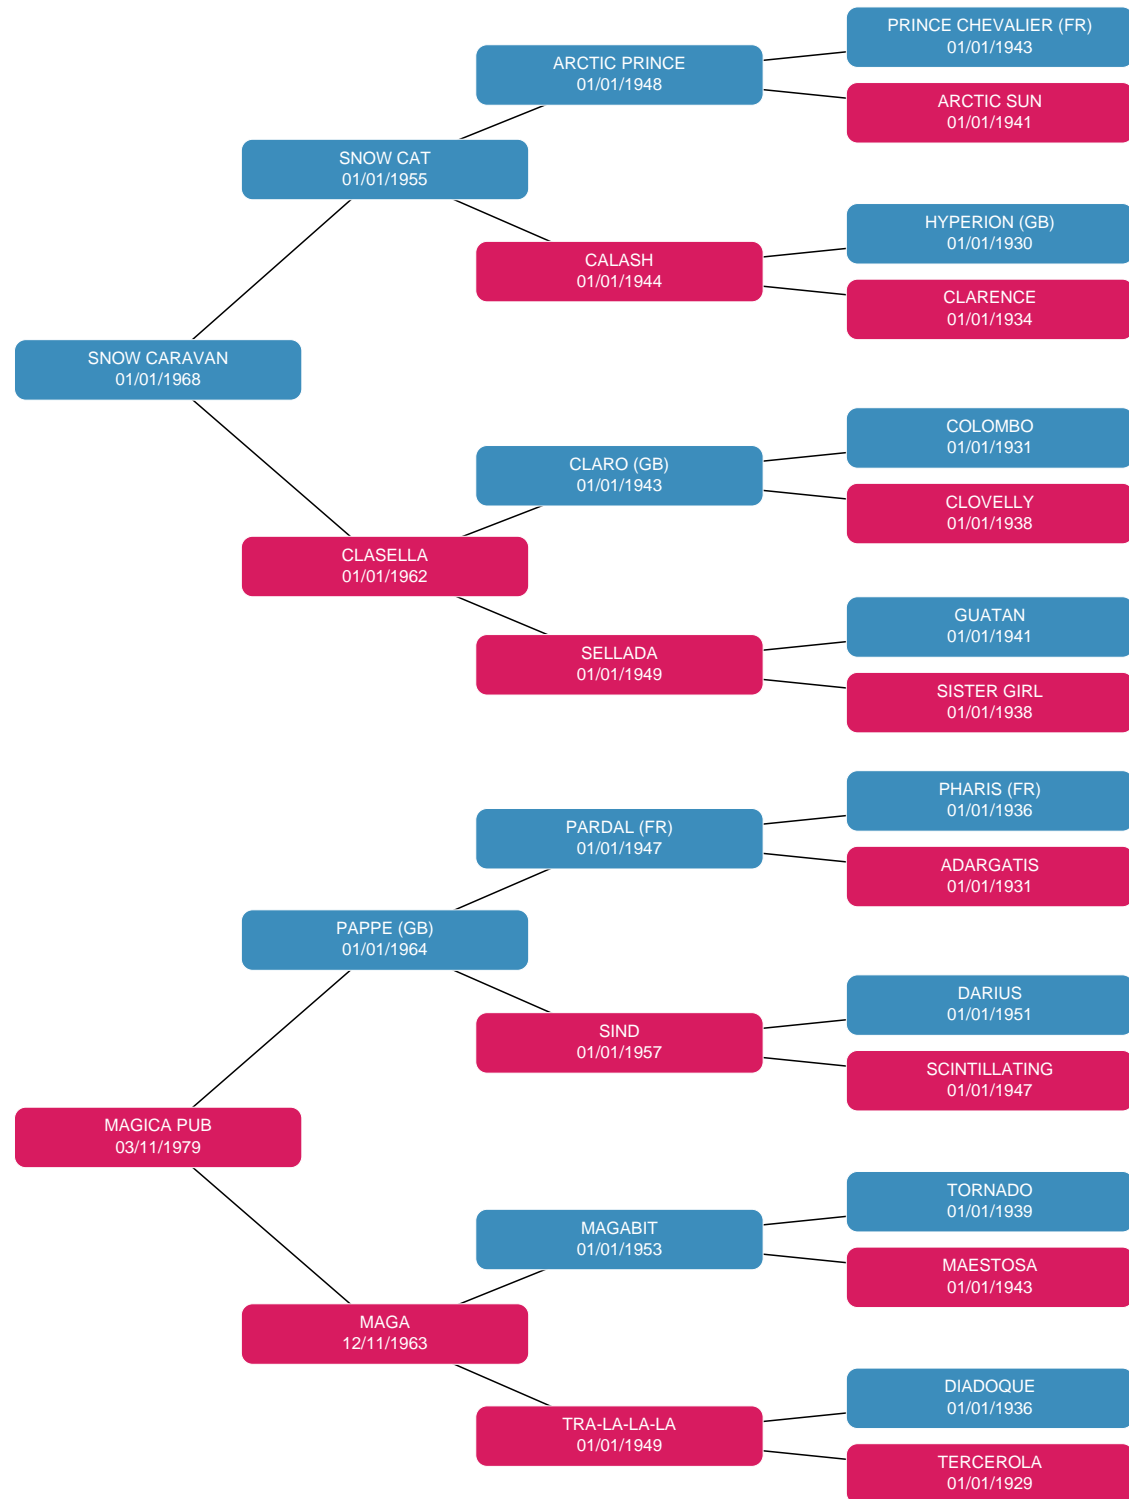 PRINCE CHEVALIER (FR)
01/01/1943
ARCTIC PRINCE
01/01/1948
ARCTIC SUN
01/01/1941
SNOW CAT
01/01/1955
HYPERION (GB)
01/01/1930
CALASH
01/01/1944
CLARENCE
01/01/1934
SNOW CARAVAN
01/01/1968
COLOMBO
01/01/1931
CLARO (GB)
01/01/1943
CLOVELLY
01/01/1938
CLASELLA
01/01/1962
GUATAN
01/01/1941
SELLADA
01/01/1949
SISTER GIRL
01/01/1938
PHARIS (FR)
01/01/1936
PARDAL (FR)
01/01/1947
ADARGATIS
01/01/1931
PAPPE (GB)
01/01/1964
DARIUS
01/01/1951
SIND
01/01/1957
SCINTILLATING
01/01/1947
MAGICA PUB
03/11/1979
TORNADO
01/01/1939
MAGABIT
01/01/1953
MAESTOSA
01/01/1943
MAGA
12/11/1963
DIADOQUE
01/01/1936
TRA-LA-LA-LA
01/01/1949
TERCEROLA
01/01/1929